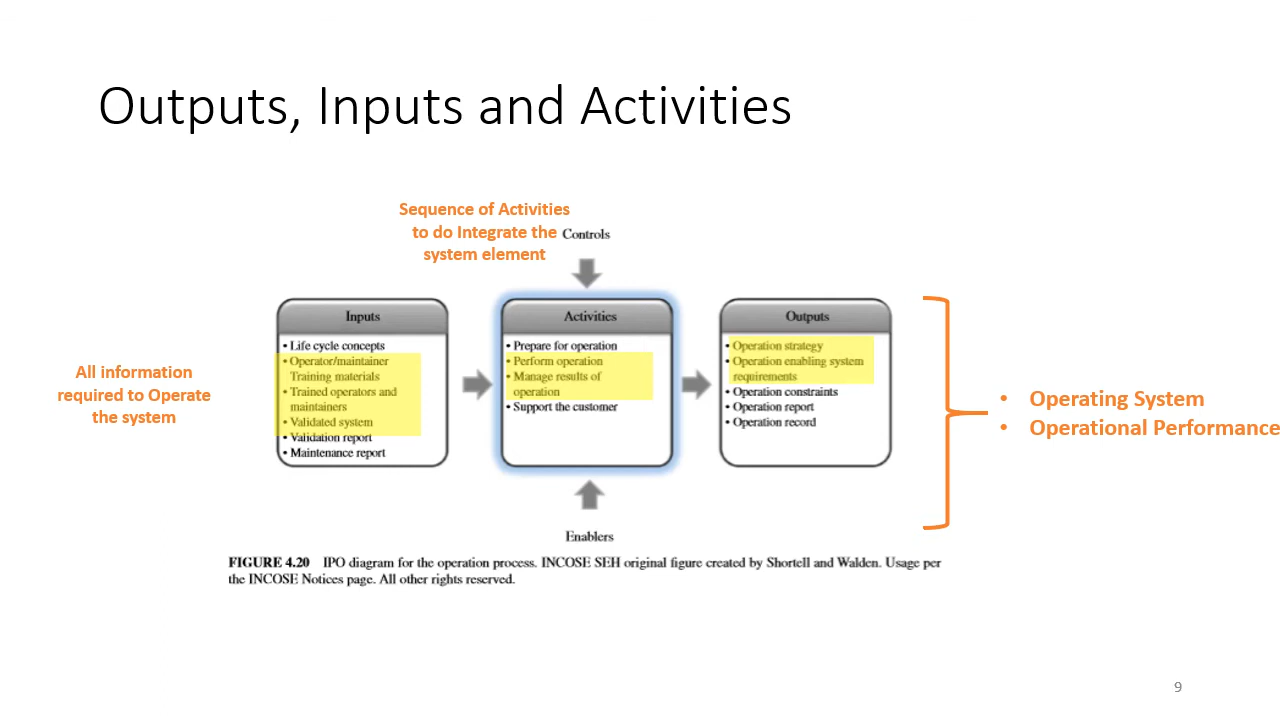 Outputs, Inputs and Activities
Sequence of Activities
to do Integrate the
system element
Controls
All information
required to Operate
the system
Inputs
• Life cycle concepts
• Operator/maintainer
Training materials
• Trained operators and
maintainers
• Validated system
• Validation report
• Maintenance report
Activities
• Prepare for operation
• Perform operation
• Manage results of
operation
• Support the customer
Outputs
• Operation strategy
• Operation enabling system
requirements
• Operation constraints
• Operation report
• Operation record
• Operating System
• Operational Performance
Enablers
FIGURE 4.20 IPO diagram for the operation process. INCOSE SEH original figure created by Shortell and Walden. Usage per
the INCOSE Notices page. All other rights reserved.
9